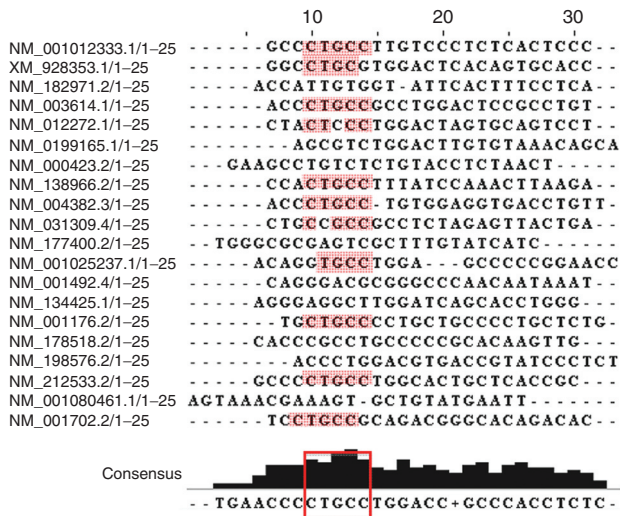 10 20 30
NM_001012333.1/1–25 - - - - - - GCCCTGCCTTGTCCCTCTCACTCCC - -
XM_928353.1/1–25 - - - - - - GGCCTGCGTGGACTCACAGTGCACC - -
NM_182971.2/1–25 - - - - - ACCATTGTGGT - ATTCACTTTCCTCA - -
NM_003614.1/1–25 - - - - - - ACCCTGCCGCCTGGACTCCGCCTGT - -
NM_012272.1/1–25 - - - - - - CTACTCCCTGGACTAGTGCAGTCCT - -
NM_0199165.1/1–25 - - - - - - - - AGCGTCTGGACTTGTGTAAACAGCA
NM_000423.2/1–25 - - - GAAGCCTGTCTCTGTACCTCTAACT - - - - -
NM_138966.2/1–25 - - - - - - CCACTGCCTTTATCCAAACTTAAGA - -
NM_004382.3/1–25 - - - - - - ACCCTGCC - TGTGGAGGTGACCTGTT -
NM_031309.4/1–25 - - - - - - CTGCCGCCGCCTCTAGAGTTACTGA - -
NM_177400.2/1–25 - - TGGGCGCGAGTCGCTTTGTATCATC - - - - - -
NM_001025237.1/1–25 - - - - - ACAGGTGCCTGGA - - - GCCCCCGGAACC
NM_001492.4/1–25 - - - - - - CAGGGACGCGGGCCCAACAATAAAT - -
NM_134425.1/1–25 - - - - - AGGGAGGCTTGGATCAGCACCTGGG - - -
NM_001176.2/1–25 - - - - - - - TGCTGCCCCTGCTGCCCCTGCTCTG -
NM_178518.2/1–25 - - - - - CACCCGCCTGCCCCCGCACAAGTTG - - -
NM_198576.2/1–25 - - - - - - - - ACCCTGGACGTGACCGTATCCCTCT
NM_212533.2/1–25 - - - - - GCCCCTGCCTGGCACTGCTCACCGC - - -
NM_001080461.1/1–25 AGTAAACGAAAGT - GCTGTATGAATT - - - - - - -
NM_001702.2/1–25 - - - - - - TCCTGCCGCAGACGGGCACAGACAC - -
Consensus
- - TGAACCCCTGCCTGGACC+GCCCACCTCTC - -